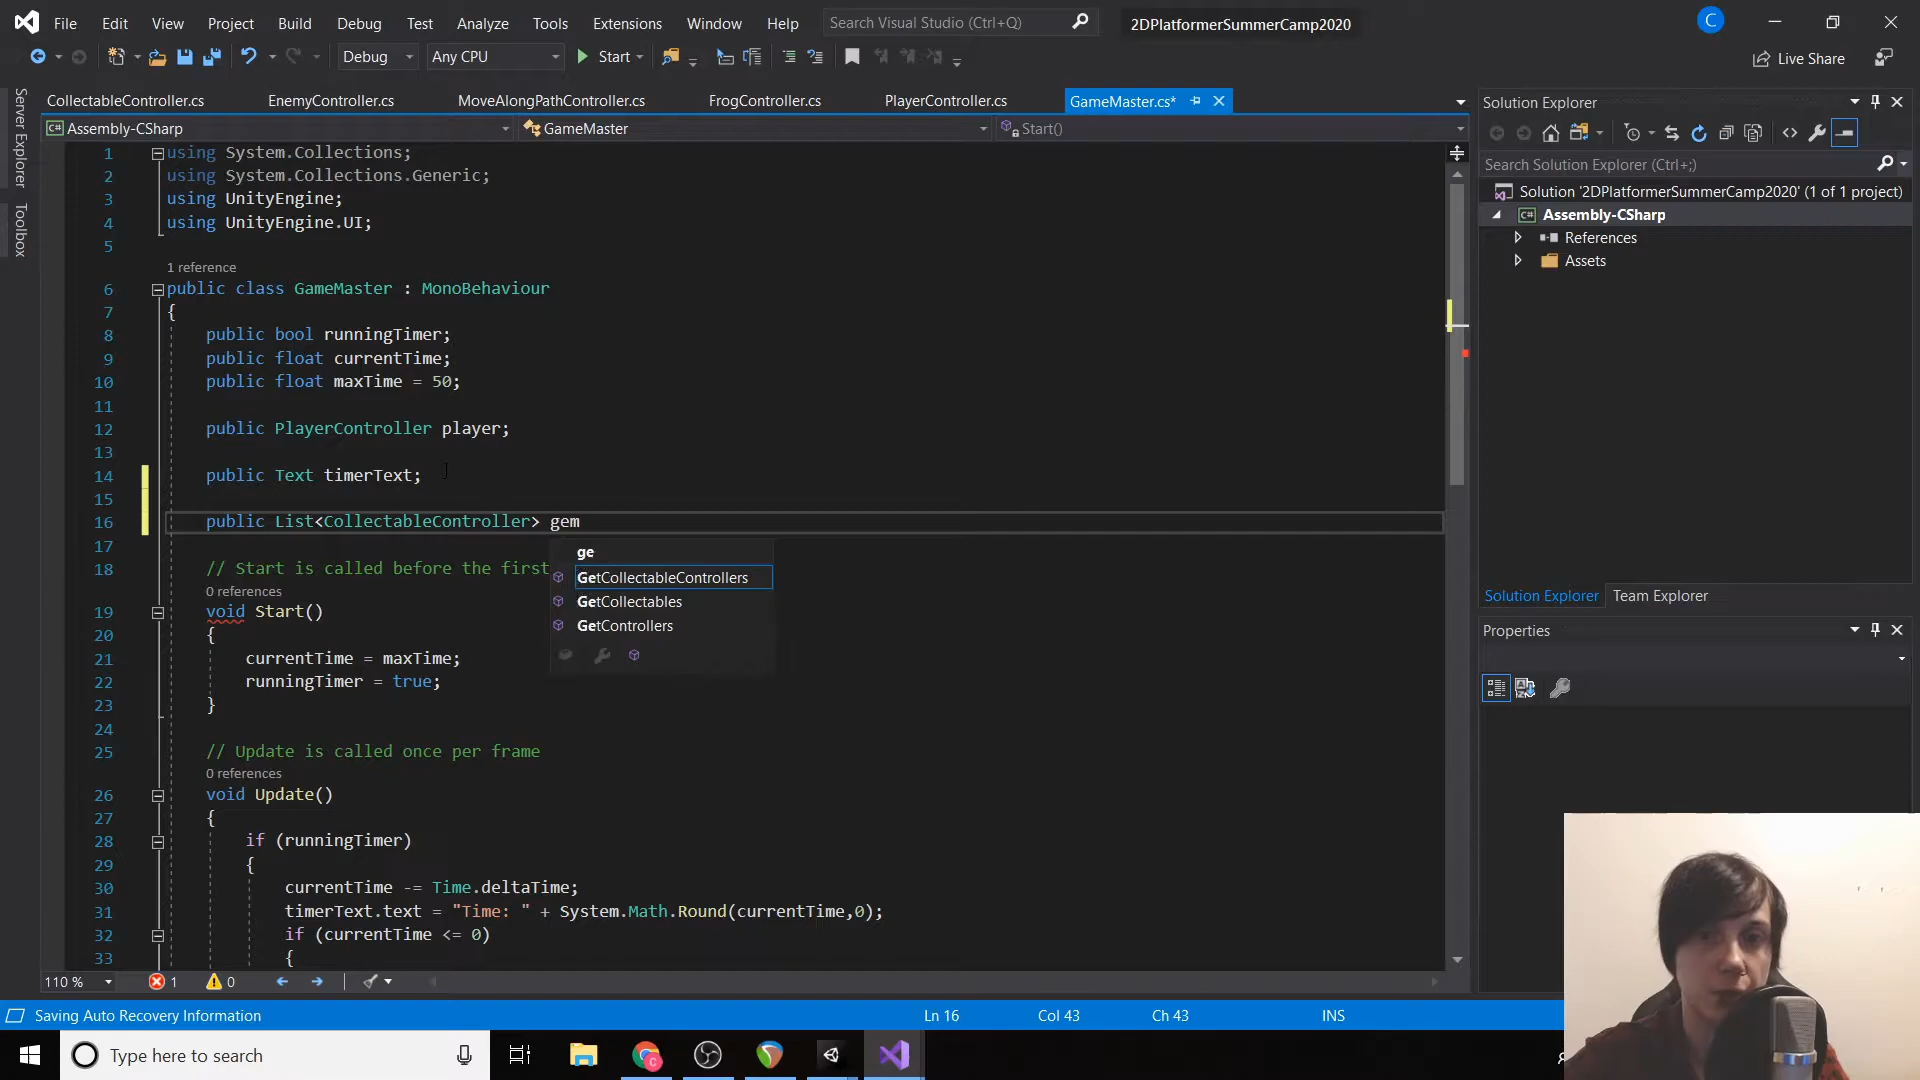 File Edit View Project Build Debug Test Analyze Tools Extensions Window Help Search Visual Studio (Ctrl+Q) 2DPlatformerSummerCamp2020 C
Debug Any CPU Start Live Share
CollectableController.cs EnemyController.cs MoveAlongPathController.cs FrogController.cs PlayerController.cs GameMaster.cs*
Assembly-CSharp GameMaster Start()
Server Explorer
Toolbox
1 using System.Collections;
2 using System.Collections.Generic;
3 using UnityEngine;
4 using UnityEngine.UI;
5
1 reference
6 public class GameMaster : MonoBehaviour
7 {
8 public bool runningTimer;
9 public float currentTime;
10 public float maxTime = 50;
11
12 public PlayerController player;
13
14 public Text timerText;
15
16 public List<CollectableController> gem
17
ge
GetCollectableControllers
GetCollectables
GetControllers
18 // Start is called before the first
0 references
19 void Start()
20 {
21 currentTime = maxTime;
22 runningTimer = true;
23 }
24
25 // Update is called once per frame
0 references
26 void Update()
27 {
28 if (runningTimer)
29 {
30 currentTime -= Time.deltaTime;
31 timerText.text = "Time: " + System.Math.Round(currentTime,0);
32 if (currentTime <= 0)
33 {
110 % 1 0
Solution Explorer
Search Solution Explorer (Ctrl+;)
Solution '2DPlatformerSummerCamp2020' (1 of 1 project)
Assembly-CSharp
References
Assets
Solution Explorer Team Explorer
Properties
Saving Auto Recovery Information Ln 16 Col 43 Ch 43 INS
Type here to search